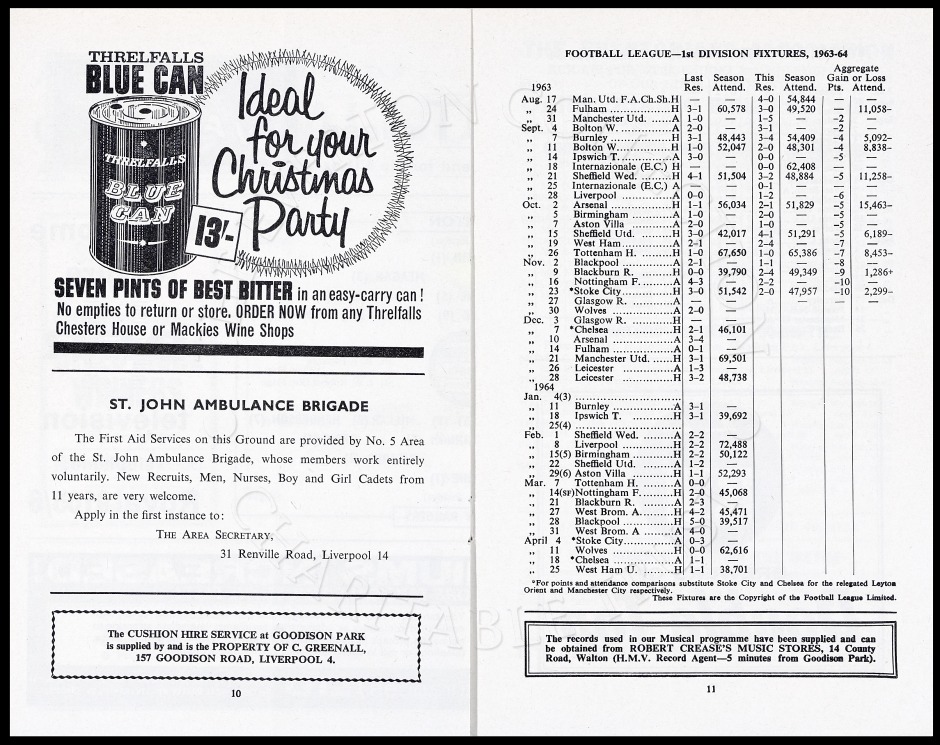 THRELFALLS
BLUE CAN
THRELFALLS
BLUE
CAN
Ideal
for your
Christmas
Party
13'/-
SEVEN PINTS OF BEST BITTER in an easy-carry can!
No empties to return or store. ORDER NOW from any Threlfalls
Chesters House or Mackies Wine Shops
ST. JOHN AMBULANCE BRIGADE
The First Aid Services on this Ground are provided by No. 5 Area
of the St. John Ambulance Brigade, whose members work entirely
voluntarily. New Recruits, Men, Nurses, Boy and Girl Cadets from
11 years, are very welcome.
Apply in the first instance to:
THE AREA SECRETARY,
31 Renville Road, Liverpool 14
The CUSHION HIRE SERVICE at GOODISON PARK
is supplied by and is the PROPERTY OF C. GREENALL,
157 GOODISON ROAD, LIVERPOOL 4.
10
FOOTBALL LEAGUE—1st DIVISION FIXTURES, 1963-64
Aggregate
Last Season This Season Gain or Loss
1963 Res. Attend. Res. Attend. Pts. Attend.
Aug. 17 Man. Utd. F.A.Ch.Sh.H — — 4-0 54,844 — —
„ 24 Fulham ..................H 3-1 60,578 3-0 49,520 — 11,058–
„ 31 Manchester Utd. ......A 1-0 — 1-5 –2 —
Sept. 4 Bolton W. ...............A 2-0 — 3-1 –2 —
„ 7 Burnley ..................H 3-1 48,443 3-4 54,409 –4 5,092–
„ 11 Bolton W. ...............H 1-0 52,047 2-0 48,301 –4 8,838–
„ 14 Ipswich T. ...............A 3-0 — 0-0 — –5 —
„ 18 Internazionale (E.C.) H — — 0-0 62,408 — —
„ 21 Sheffield Wed. .........H 4-1 51,504 3-2 48,884 –5 11,258–
„ 25 Internazionale (E.C.) A — — 0-1 — —
„ 28 Liverpool ...............A 0-0 — 1-2 — –6 —
Oct. 2 Arsenal ..................H 1-1 56,034 2-1 51,829 –5 15,463–
„ 5 Birmingham ............A 1-0 — 2-0 — –5 —
„ 7 Aston Villa ............A 2-0 — 1-0 — –5 —
„ 15 Sheffield Utd. .........H 3-0 42,017 4-1 51,291 –5 6,189–
„ 19 West Ham ...............A 2-1 — 2-4 — –7 —
„ 26 Tottenham H. .........H 1-0 67,650 1-0 65,386 –7 8,453–
Nov. 2 Blackpool ...............A 2-1 — 1-1 — –8 —
„ 9 Blackburn R. ............H 0-0 39,790 2-4 49,349 –9 1,286+
„ 16 Nottingham F. .........A 4-3 — 2-2 — –10 —
„ 23 *Stoke City ...............H 3-0 51,542 2-0 47,957 –10 2,299–
„ 27 Glasgow R. ............A — —
„ 30 Wolves ..................A 2-0 —
Dec. 3 Glasgow R. ............H — —
„ 7 *Chelsea ..................H 2-1 46,101
„ 10 Arsenal ..................A 3-4 —
„ 14 Fulham ..................A 0-1 —
„ 21 Manchester Utd. ......H 3-1 69,501
„ 26 Leicester ...............A 1-3 —
„ 28 Leicester ...............H 3-2 48,738
1964
Jan. 4(3) ..............................
„ 11 Burnley ..................A 3-1 —
„ 18 Ipswich T. ...............H 3-1 39,692
„ 25(4) ..............................
Feb. 1 Sheffield Wed. .........A 2-2 —
„ 8 Liverpool ...............H 2-2 72,488
„ 15(5) Birmingham ............H 2-2 50,122
„ 22 Sheffield Utd. .........A 1-2 —
„ 29(6) Aston Villa ............H 1-1 52,293
Mar. 7 Tottenham H. .........A 0-0 —
„ 14(SF) Nottingham F. .........H 2-0 45,068
„ 21 Blackburn R. ............A 2-3 —
„ 27 West Brom. A. .........H 4-2 45,471
„ 28 Blackpool ...............H 5-0 39,517
„ 31 West Brom. A .........A 4-0 —
April 4 *Stoke City ...............A 0-3 —
„ 11 Wolves ..................H 0-0 62,616
„ 18 *Chelsea ..................A 1-1 —
„ 25 West Ham U. .........H 1-1 38,701
*For points and attendance comparisons substitute Stoke City and Chelsea for the relegated Leyton
Orient and Manchester City respectively.
These Fixtures are the Copyright of the Football League Limited.
The records used in our Musical programme have been supplied and can
be obtained from ROBERT CREASE'S MUSIC STORES, 14 County
Road, Walton (H.M.V. Record Agent—5 minutes from Goodison Park).
11